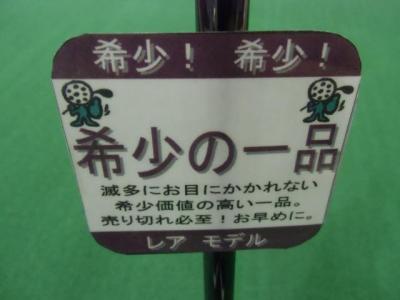 希少！ 希少！
希少の一品
滅多にお目にかかれない
希少価値の高い一品。
売り切れ必至！お早めに。
レア モデル